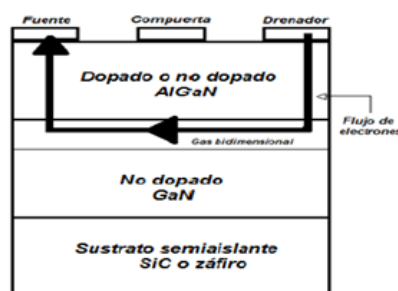 Fuente
Compuerta
Drenador
Dopado o no dopado
AlGaN
Flujo de
electrones
Gas bidimensional
No dopado
GaN
Sustrato semiaislante
SiC o záfiro